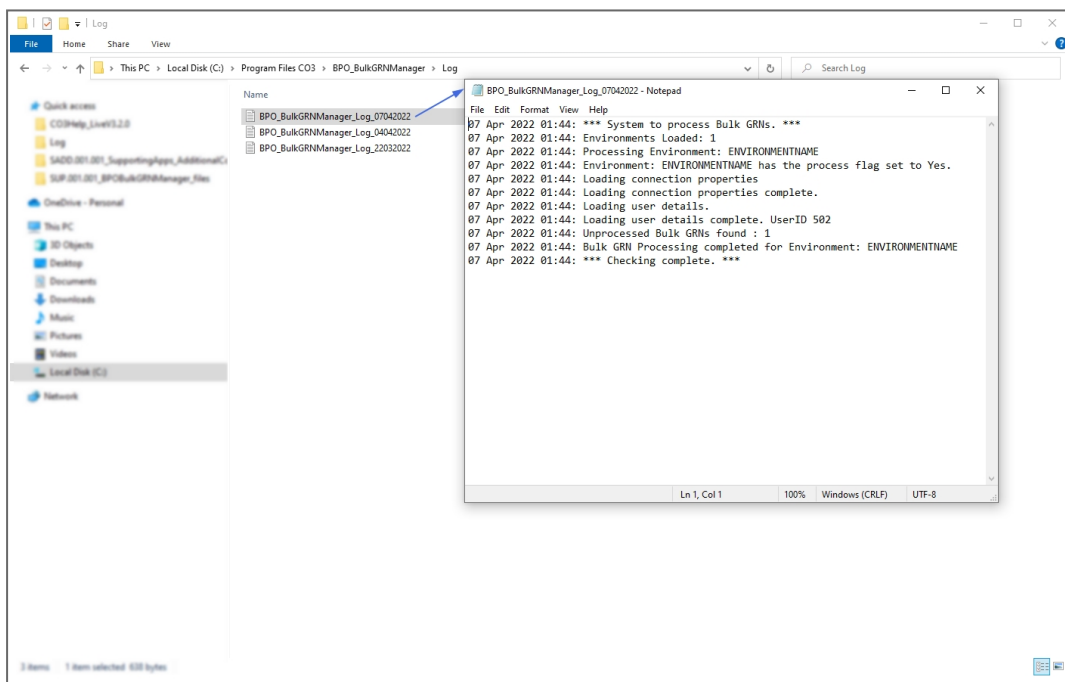 Log
File Home Share View
This PC > Local Disk (C:) > Program Files CO3 > BPO_BulkGRNManager > Log
Search Log
Quick access
CO3Help_LiveV3.2.0
Log
SADD.001.001_SupportingApps_AdditionalCo
SUP.001.001_BPOBulkGRNManager_files
OneDrive - Personal
This PC
3D Objects
Desktop
Documents
Downloads
Music
Pictures
Videos
Local Disk (C:)
Network
Name
BPO_BulkGRNManager_Log_07042022
BPO_BulkGRNManager_Log_04042022
BPO_BulkGRNManager_Log_22032022
BPO_BulkGRNManager_Log_07042022 - Notepad
File Edit Format View Help
07 Apr 2022 01:44: *** System to process Bulk GRNs. ***
07 Apr 2022 01:44: Environments Loaded: 1
07 Apr 2022 01:44: Processing Environment: ENVIRONMENTNAME
07 Apr 2022 01:44: Environment: ENVIRONMENTNAME has the process flag set to Yes.
07 Apr 2022 01:44: Loading connection properties
07 Apr 2022 01:44: Loading connection properties complete.
07 Apr 2022 01:44: Loading user details.
07 Apr 2022 01:44: Loading user details complete. UserID 502
07 Apr 2022 01:44: Unprocessed Bulk GRNs found : 1
07 Apr 2022 01:44: Bulk GRN Processing completed for Environment: ENVIRONMENTNAME
07 Apr 2022 01:44: *** Checking complete. ***
Ln 1, Col 1 100% Windows (CRLF) UTF-8
3 items 1 item selected 638 bytes